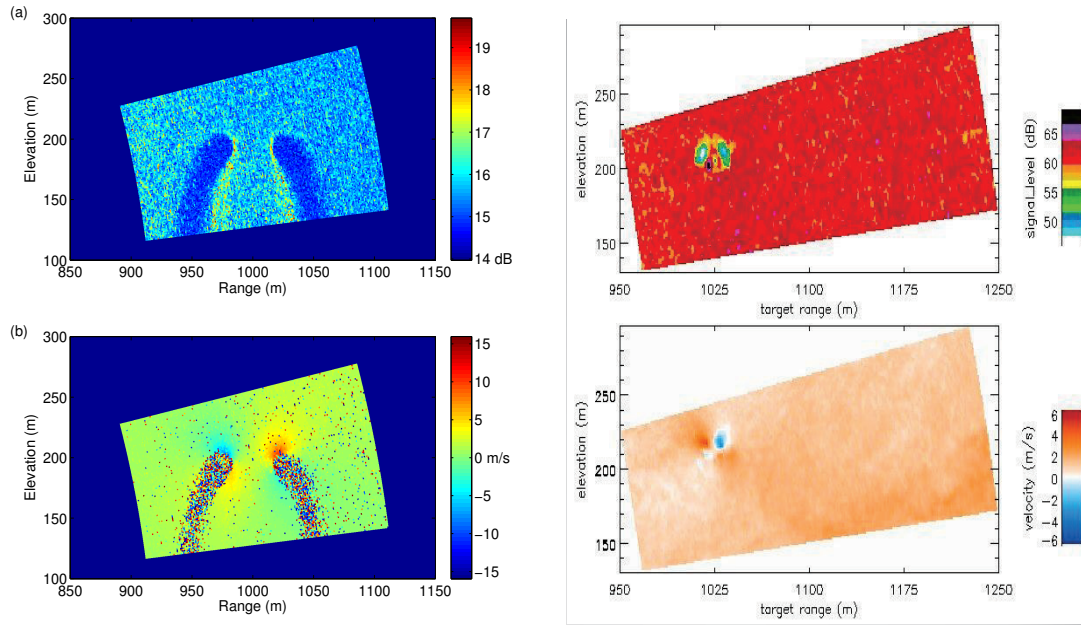 (a)
300
250
200
150
100
Elevation (m)
850 900 950 1000 1050 1100 1150
Range (m)
19
18
17
16
15
14 dB
(b)
300
250
200
150
100
Elevation (m)
850 900 950 1000 1050 1100 1150
Range (m)
15
10
5
0 m/s
−5
−10
−15
250
200
150
elevation (m)
950 1025 1100 1175 1250
target range (m)
65
60
55
50
signal_level (dB)
250
200
150
elevation (m)
950 1025 1100 1175 1250
target range (m)
6
4
2
0
−2
−4
−6
velocity (m/s)